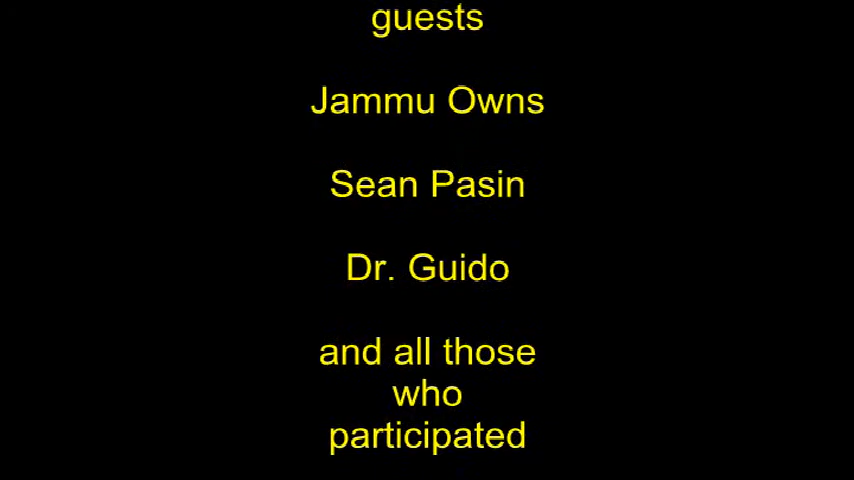 guests
Jammu Owns
Sean Pasin
Dr. Guido
and all those
who
participated